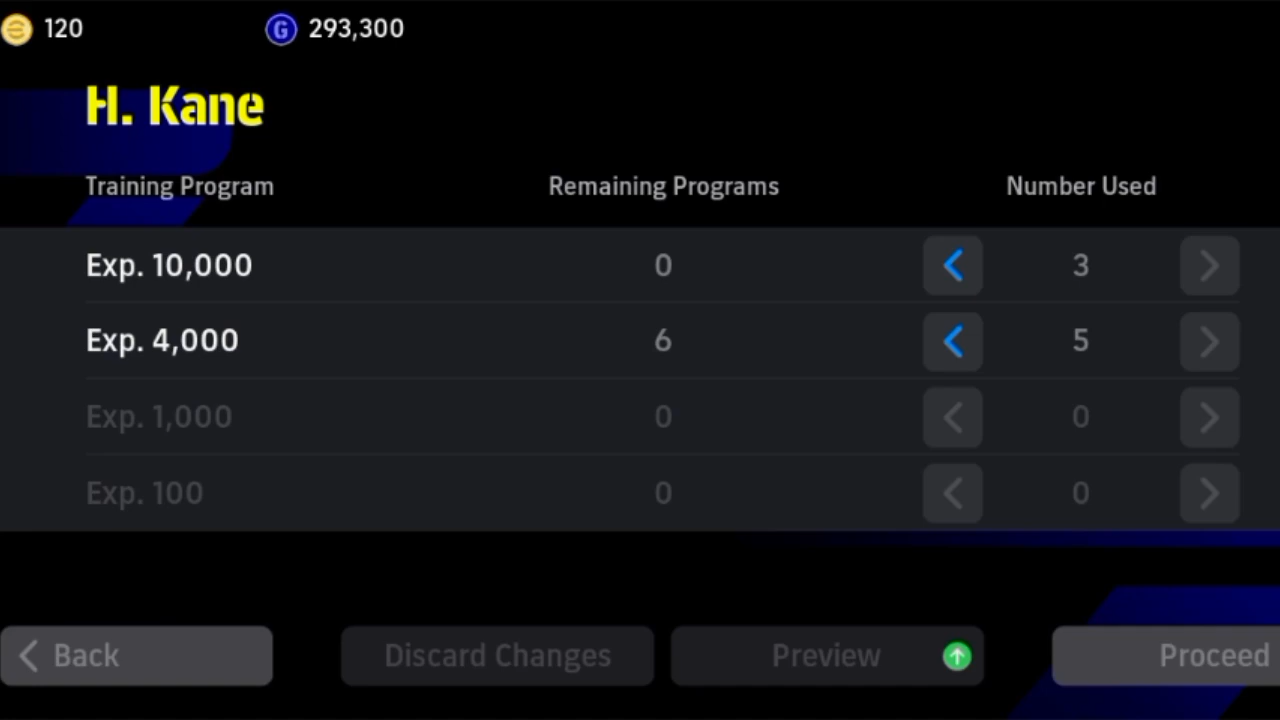 120 G 293,300
H. Kane
Training Program Remaining Programs Number Used
Exp. 10,000 0 3
Exp. 4,000 6 5
Exp. 1,000 0 0
Exp. 100 0 0
Back Discard Changes Preview Proceed